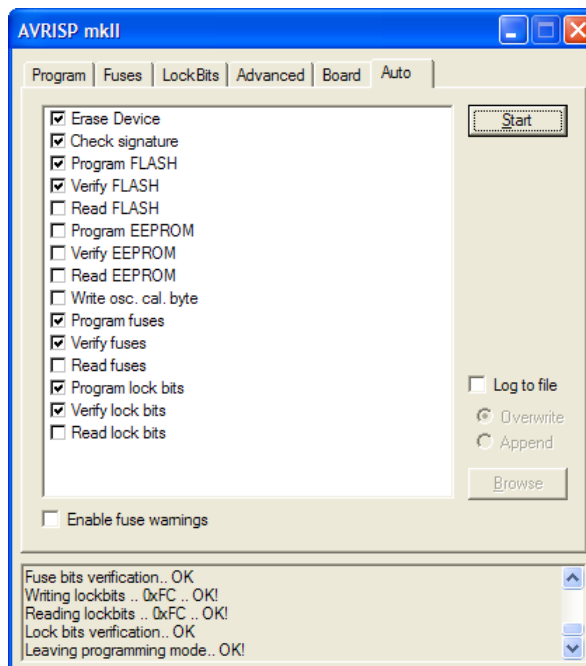 AVRISP mkII
Program Fuses LockBits Advanced Board Auto
Erase Device
Check signature
Program FLASH
Verify FLASH
Read FLASH
Program EEPROM
Verify EEPROM
Read EEPROM
Write osc. cal. byte
Program fuses
Verify fuses
Read fuses
Program lock bits
Verify lock bits
Read lock bits
Enable fuse warnings
Start
Log to file
Overwrite
Append
Browse
Fuse bits verification.. OK
Writing lockbits .. 0xFC .. OK!
Reading lockbits .. 0xFC .. OK!
Lock bits verification.. OK
Leaving programming mode.. OK!